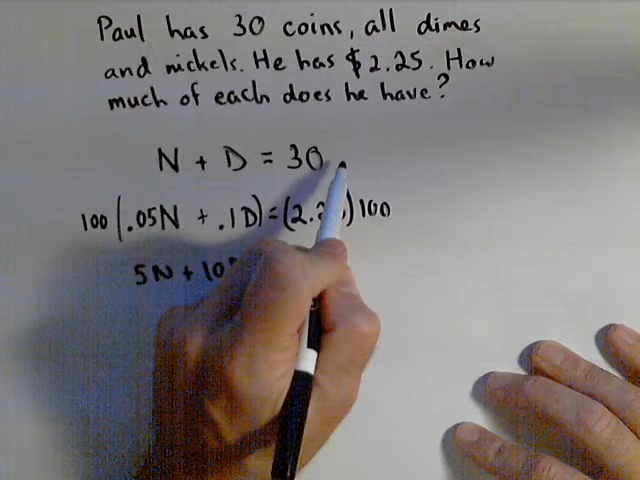 Paul has 30 coins, all dimes
and nickels. He has $2.25. How
much of each does he have?
N + D = 30
100 (.05N + .1D) = (2.2 ) 100
5N + 10